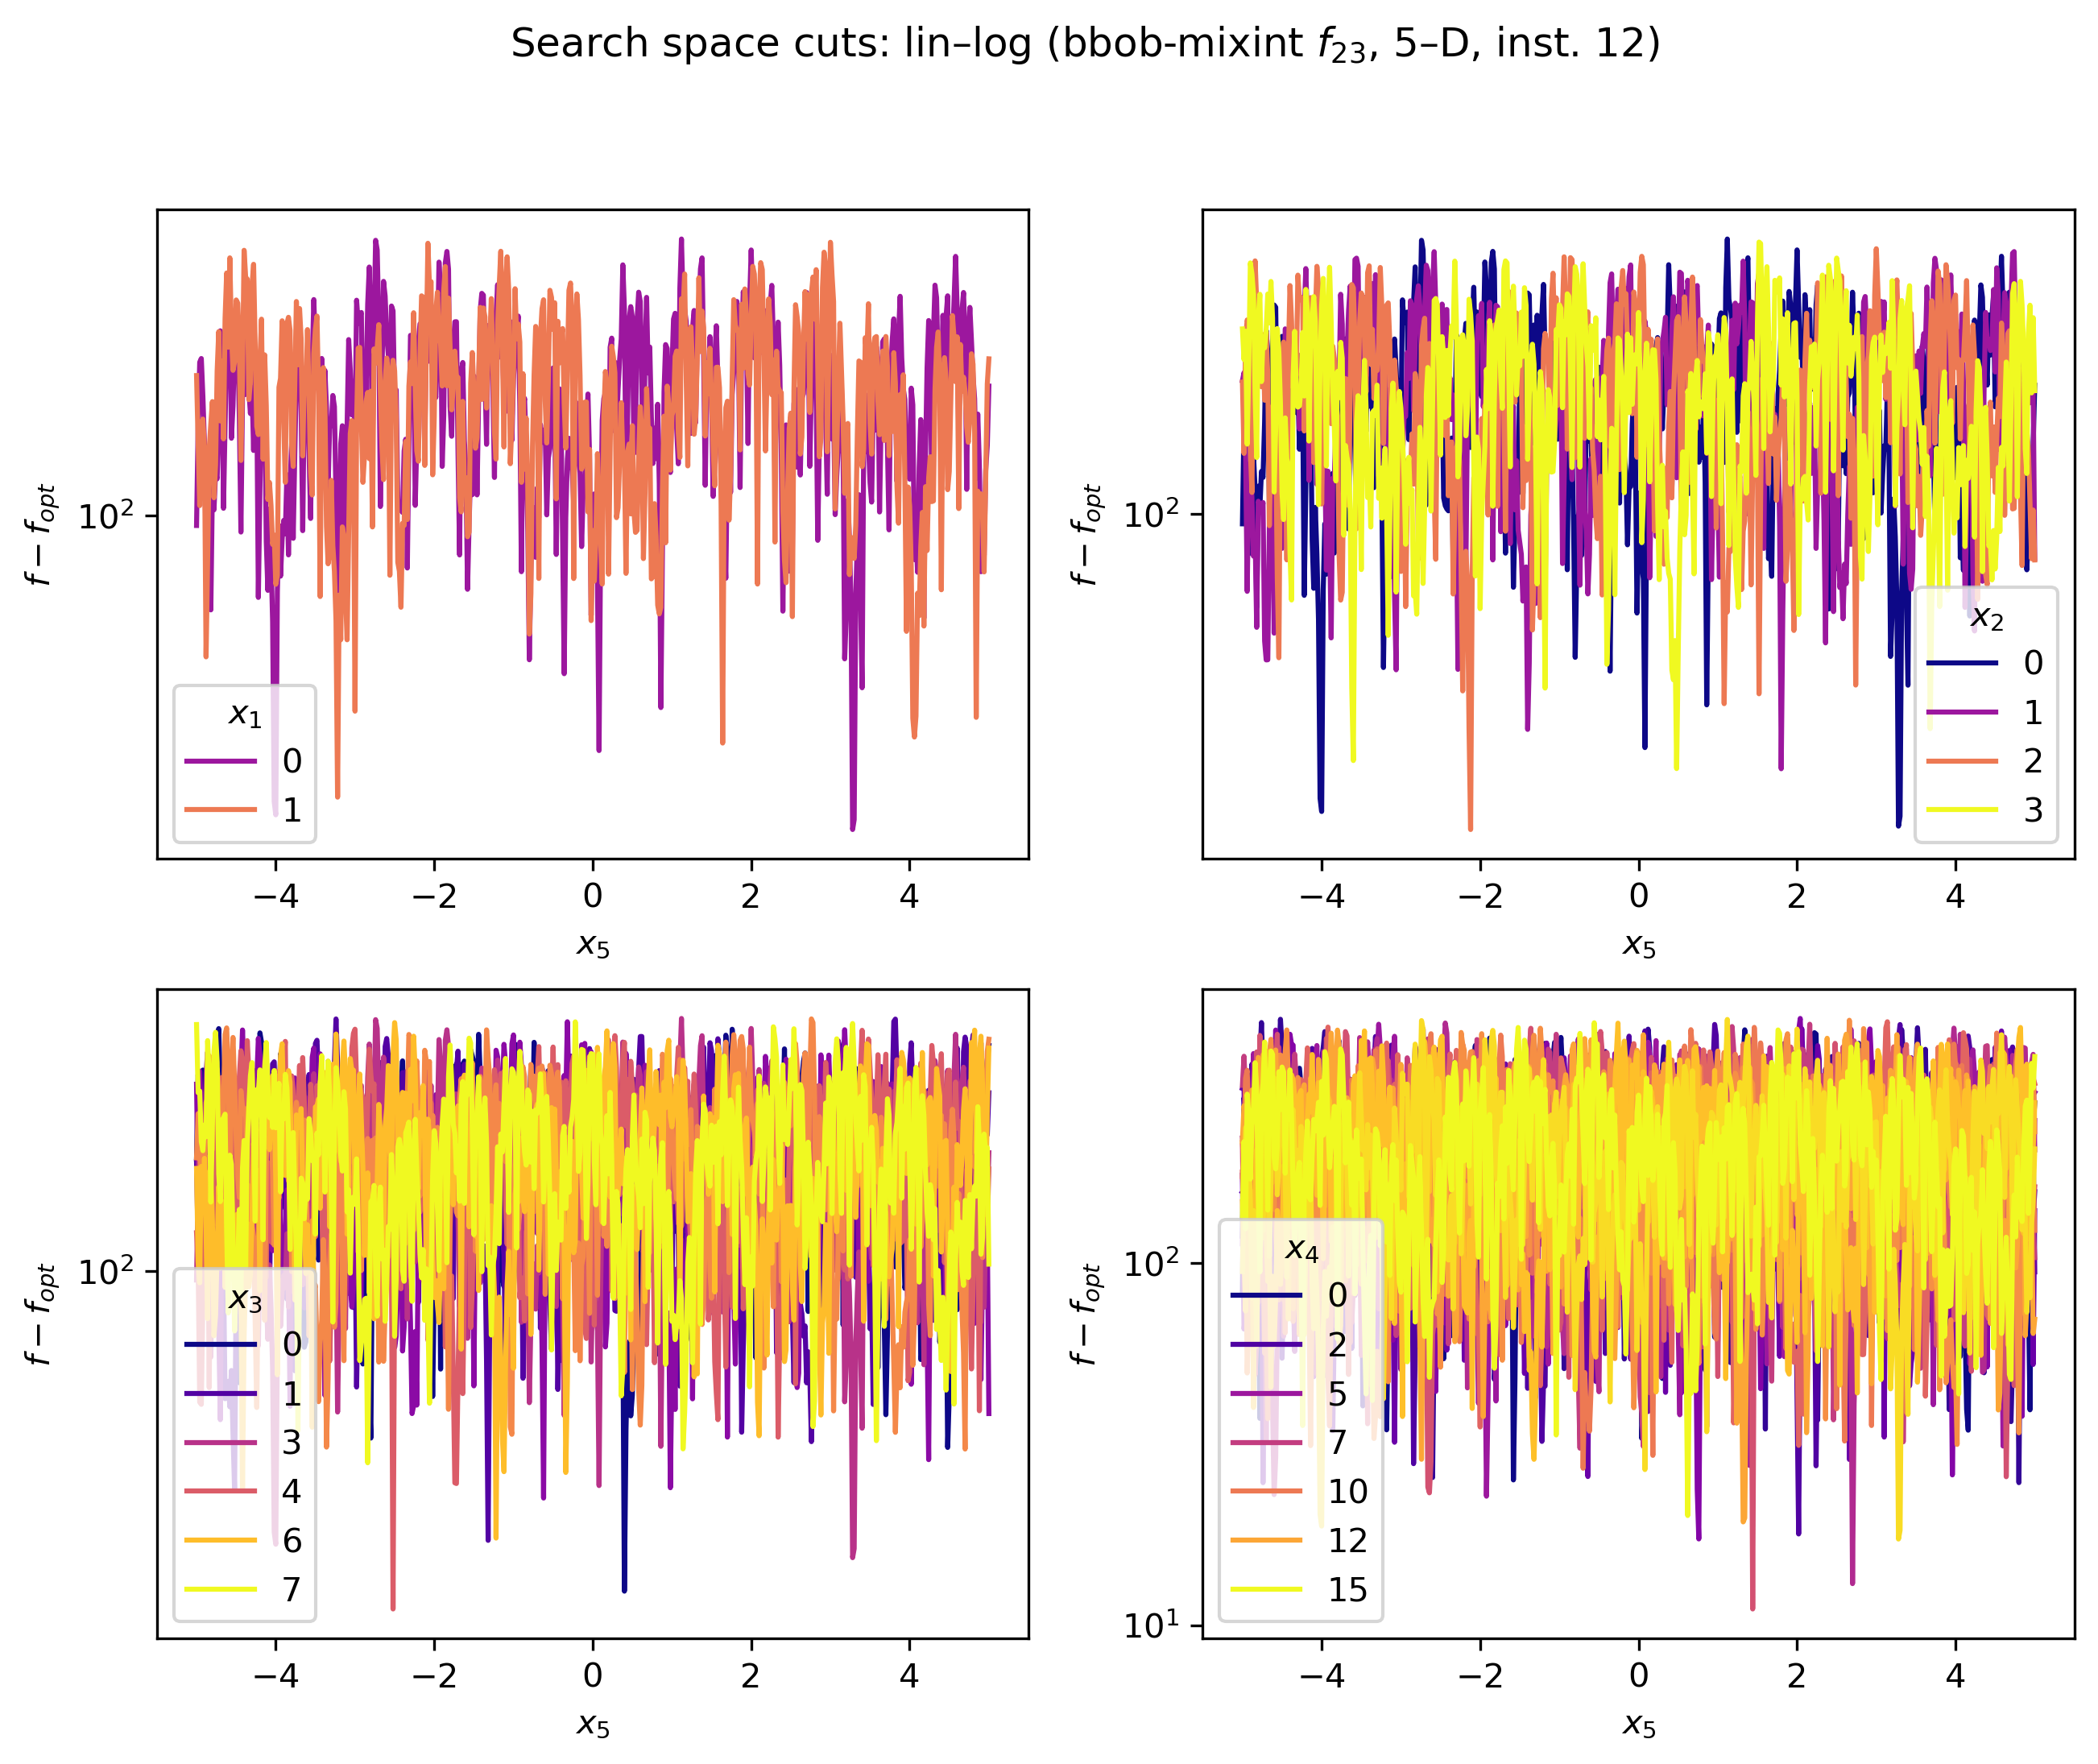 Search space cuts: lin–log (bbob-mixint f23, 5–D, inst. 12)
f − fopt
10²
x1
0
1
−4 −2 0 2 4
x5
f − fopt
10²
x2
0
1
2
3
−4 −2 0 2 4
x5
f − fopt
10²
x3
0
1
3
4
6
7
−4 −2 0 2 4
x5
f − fopt
10²
10¹
x4
0
2
5
7
10
12
15
−4 −2 0 2 4
x5